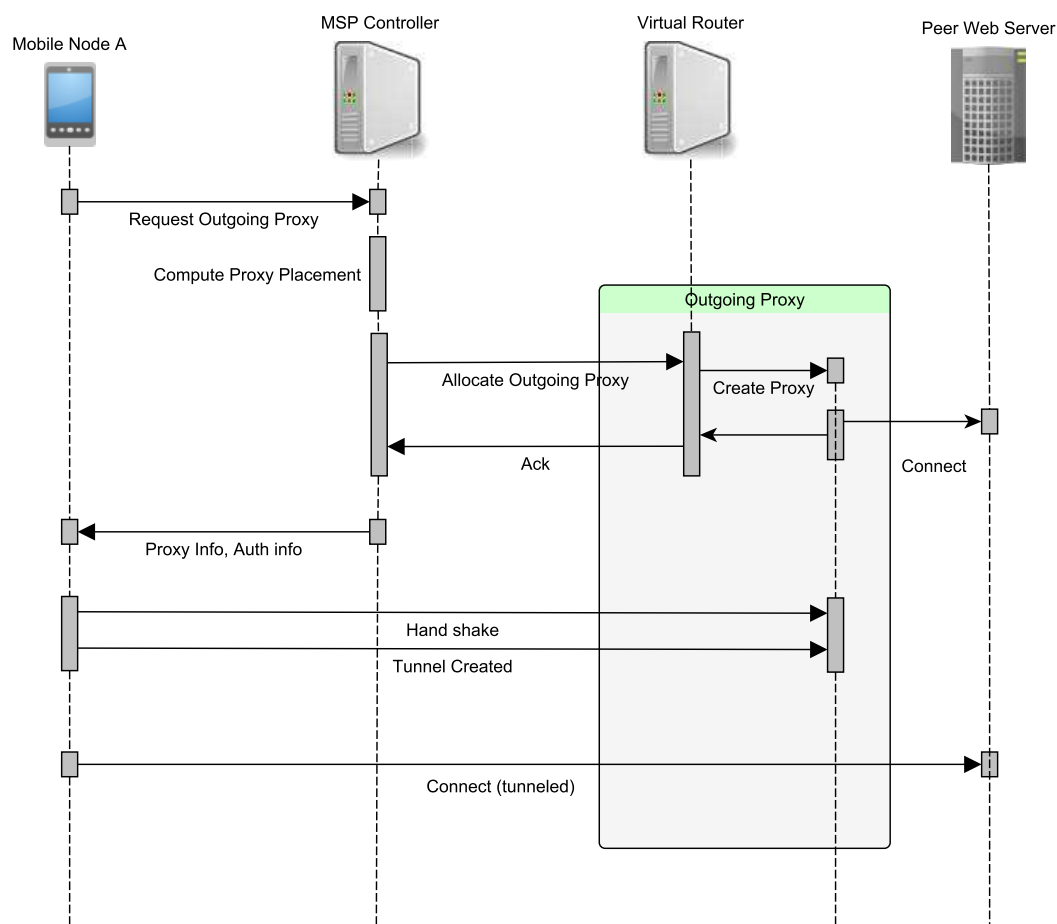 MSP Controller
Virtual Router
Peer Web Server
Mobile Node A
Request Outgoing Proxy
Compute Proxy Placement
Outgoing Proxy
Allocate Outgoing Proxy
Create Proxy
Ack
Connect
Proxy Info, Auth info
Hand shake
Tunnel Created
Connect (tunneled)